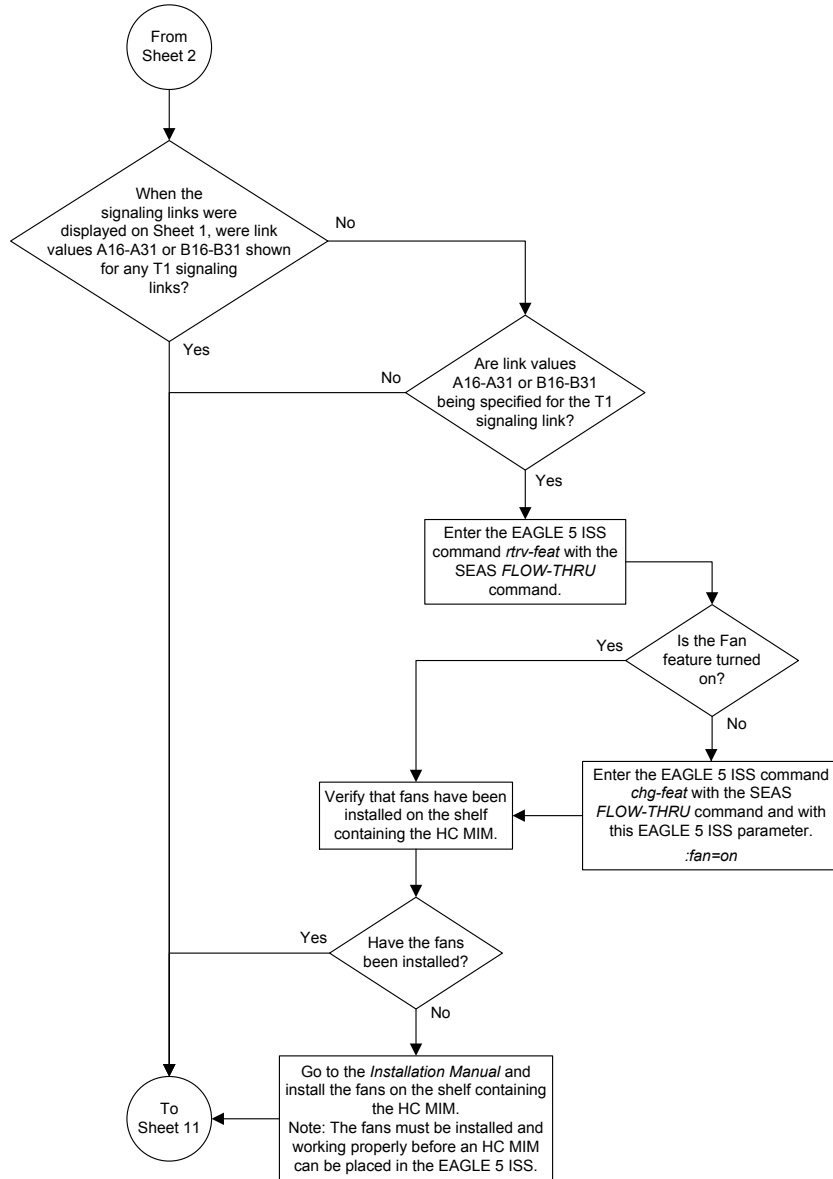 From
Sheet 2
When the
signaling links were
displayed on Sheet 1, were link
values A16-A31 or B16-B31 shown
for any T1 signaling
links?
No
Yes
No
Are link values
A16-A31 or B16-B31
being specified for the T1
signaling link?
Yes
Enter the EAGLE 5 ISS
command rtrv-feat with the
SEAS FLOW-THRU
command.
Yes
Is the Fan
feature turned
on?
No
Verify that fans have been
installed on the shelf
containing the HC MIM.
Enter the EAGLE 5 ISS command
chg-feat with the SEAS
FLOW-THRU command and with
this EAGLE 5 ISS parameter.
:fan=on
Yes
Have the fans
been installed?
No
To
Sheet 11
Go to the Installation Manual and
install the fans on the shelf containing
the HC MIM.
Note: The fans must be installed and
working properly before an HC MIM
can be placed in the EAGLE 5 ISS.